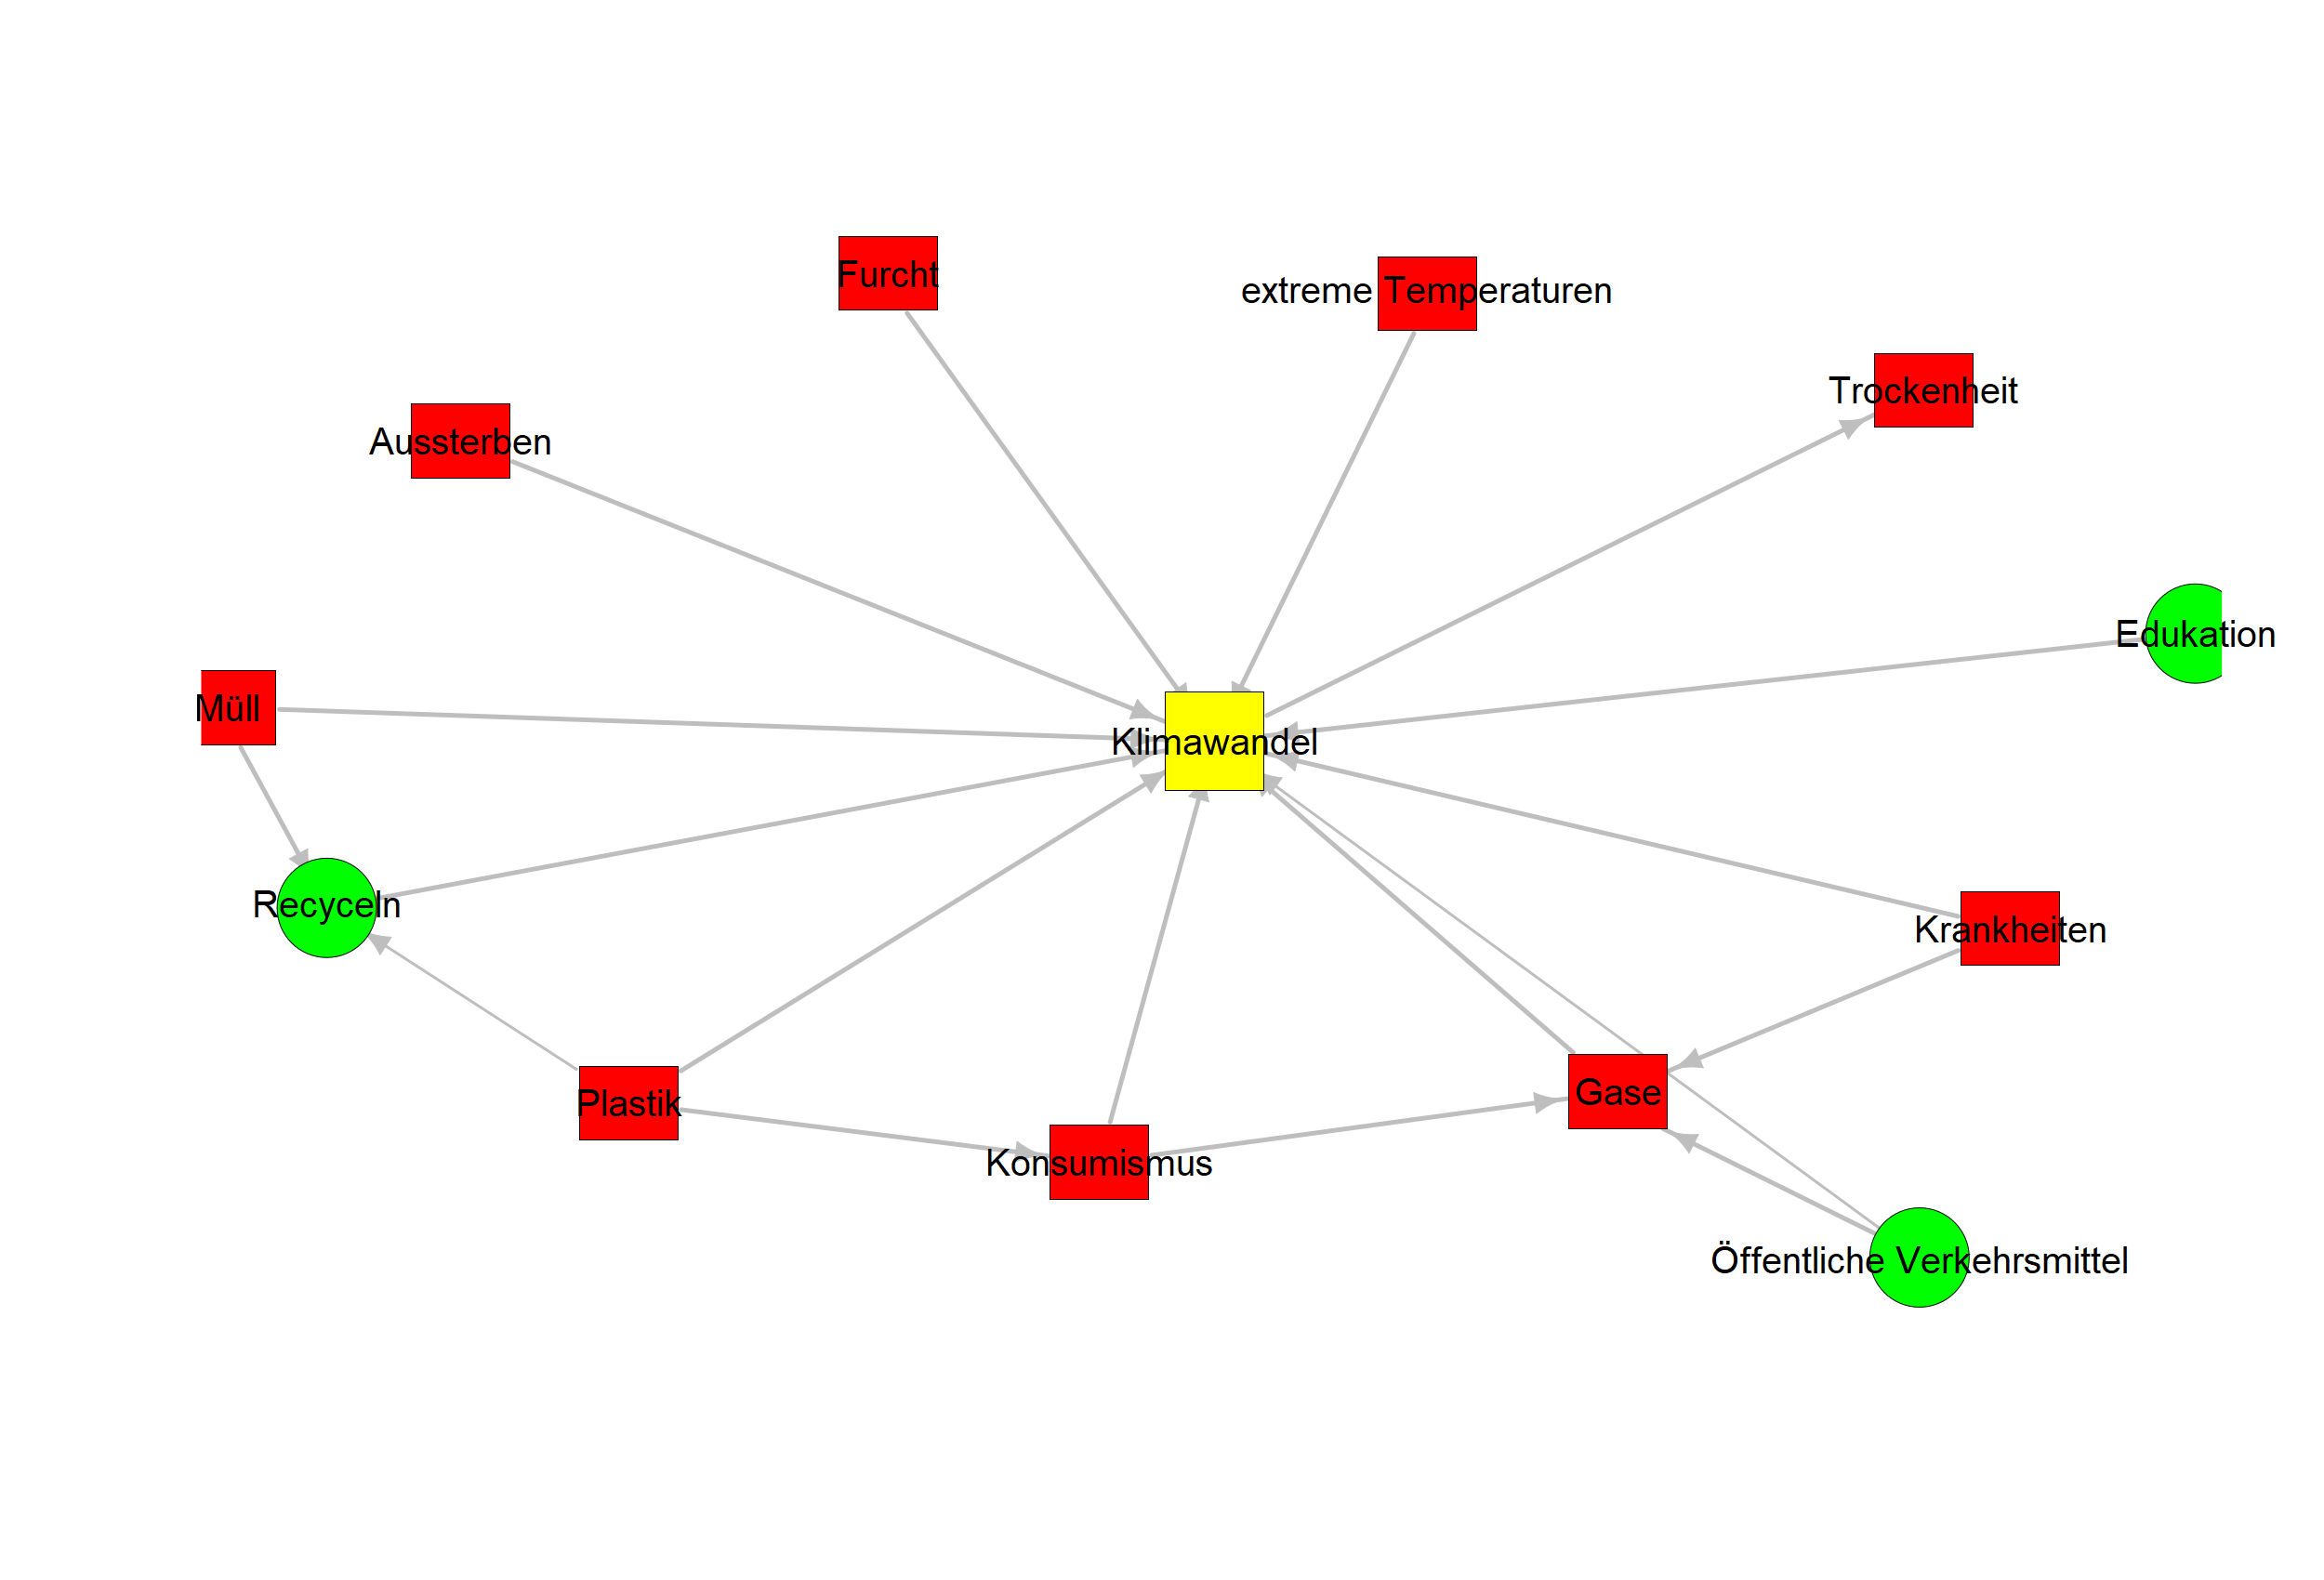 Furcht
extreme Temperaturen
Trockenheit
Aussterben
Edukation
Müll
Klimawandel
Recyceln
Krankheiten
Plastik
Gase
Konsumismus
Öffentliche Verkehrsmittel